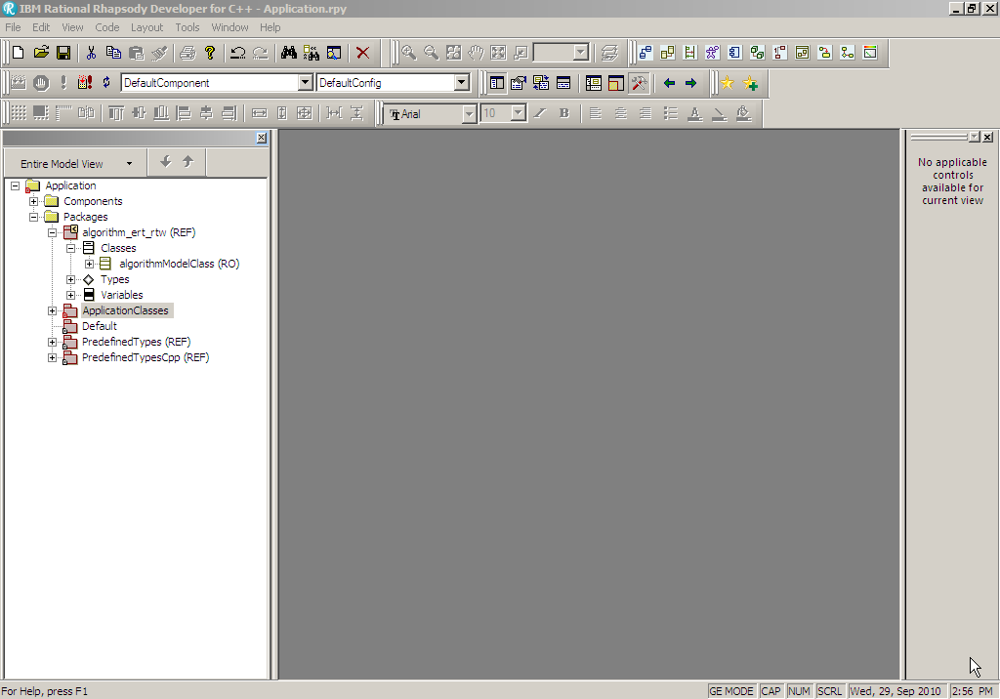 IBM Rational Rhapsody Developer for C++ - Application.rpy
File Edit View Code Layout Tools Window Help
DefaultComponent DefaultConfig
Arial 10
Entire Model View
Application
Components
Packages
algorithm_ert_rtw (REF)
Classes
algorithmModelClass (RO)
Types
Variables
ApplicationClasses
Default
PredefinedTypes (REF)
PredefinedTypesCpp (REF)
No applicable
controls
available for
current view
For Help, press F1 GE MODE CAP NUM SCRL Wed, 29, Sep 2010 2:56 PM